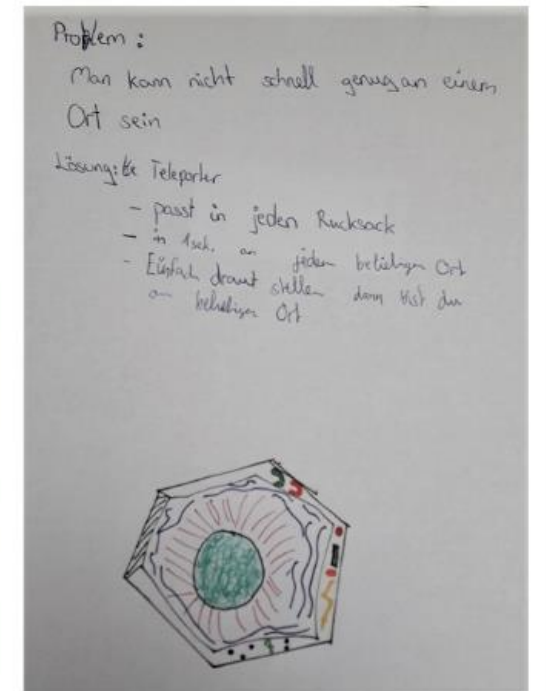 Problem:
Man kann nicht schnell genug an einem
Ort sein
Lösung: Teleporter
- passt in jeden Rucksack
- in 1sek. an jeden beliebigen Ort
- Einfach drauf stellen dann bist du
an beliebigen Ort